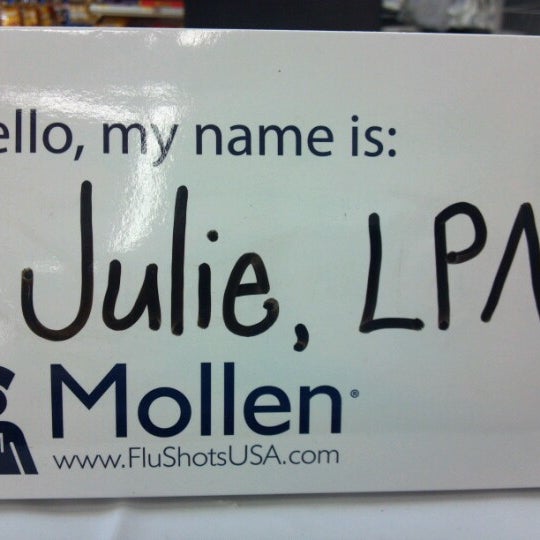 ello, my name is:
Julie, LPN
Mollen®
www.FluShotsUSA.com